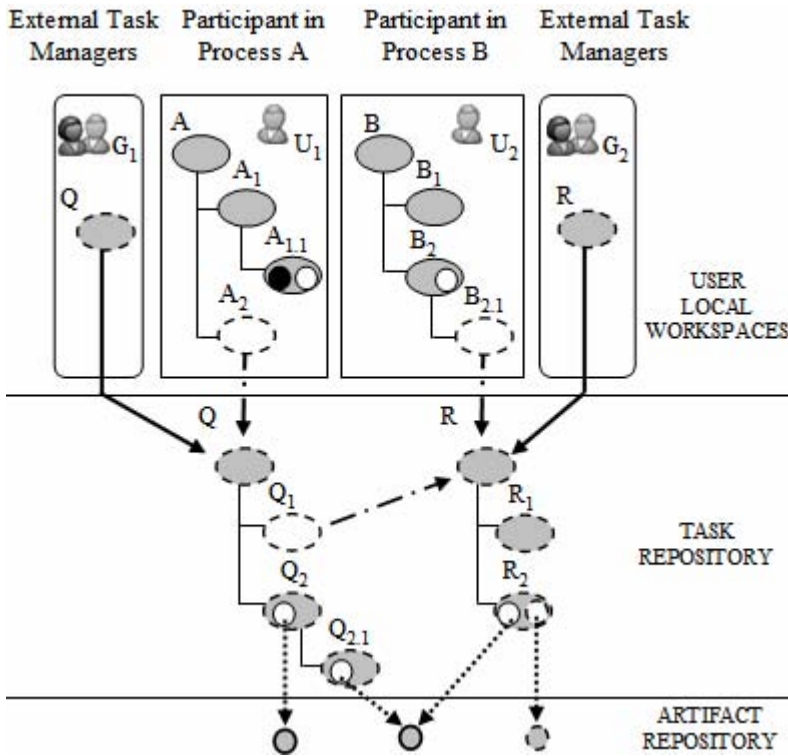 External Task
Managers
Participant in
Process A
Participant in
Process B
External Task
Managers
G1
U1
U2
G2
Q
A
A1
A1.1
A2
B
B1
B2
B2.1
R
USER
LOCAL
WORKSPACES
Q
R
Q1
Q2
Q2.1
R1
R2
TASK
REPOSITORY
ARTIFACT
REPOSITORY